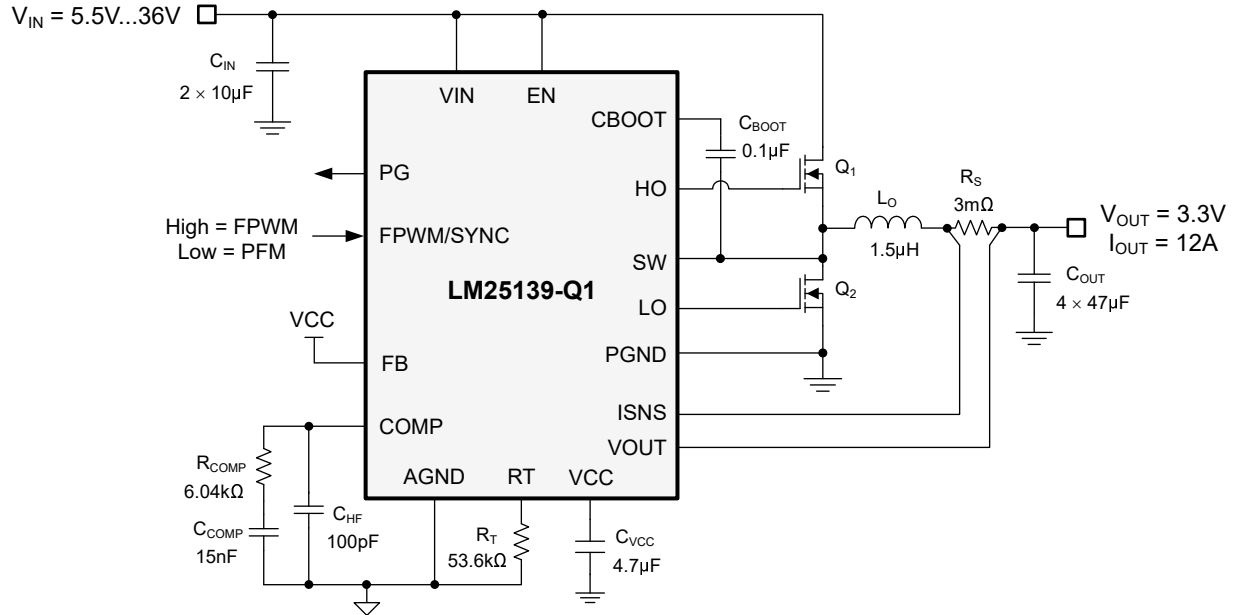 V_IN = 5.5V...36V
C_IN
2 × 10µF
VIN
EN
CBOOT
C_BOOT
0.1µF
PG
HO
Q_1
High = FPWM
Low = PFM
FPWM/SYNC
L_O
1.5µH
R_S
3mΩ
V_OUT = 3.3V
I_OUT = 12A
SW
LM25139-Q1
C_OUT
4 × 47µF
LO
Q_2
VCC
FB
PGND
ISNS
COMP
VOUT
R_COMP
6.04kΩ
C_COMP
15nF
C_HF
100pF
AGND
RT
VCC
R_T
53.6kΩ
C_VCC
4.7µF